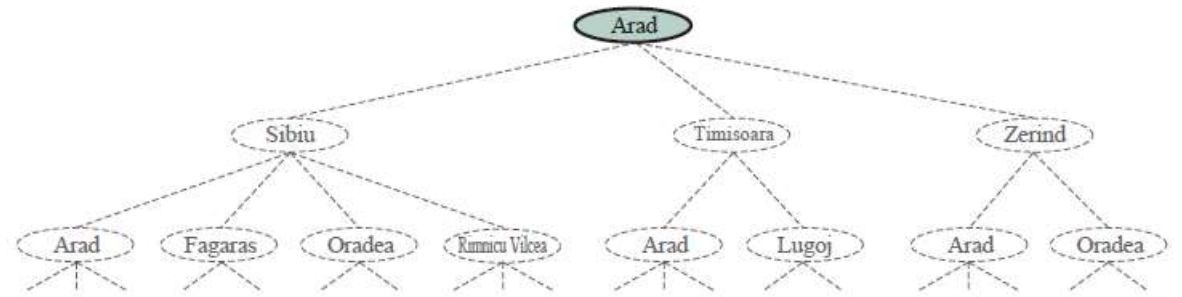 Arad
Sibiu Timisoara Zerind
Arad Fagaras Oradea Rimnicu Vilcea Arad Lugoj Arad Oradea